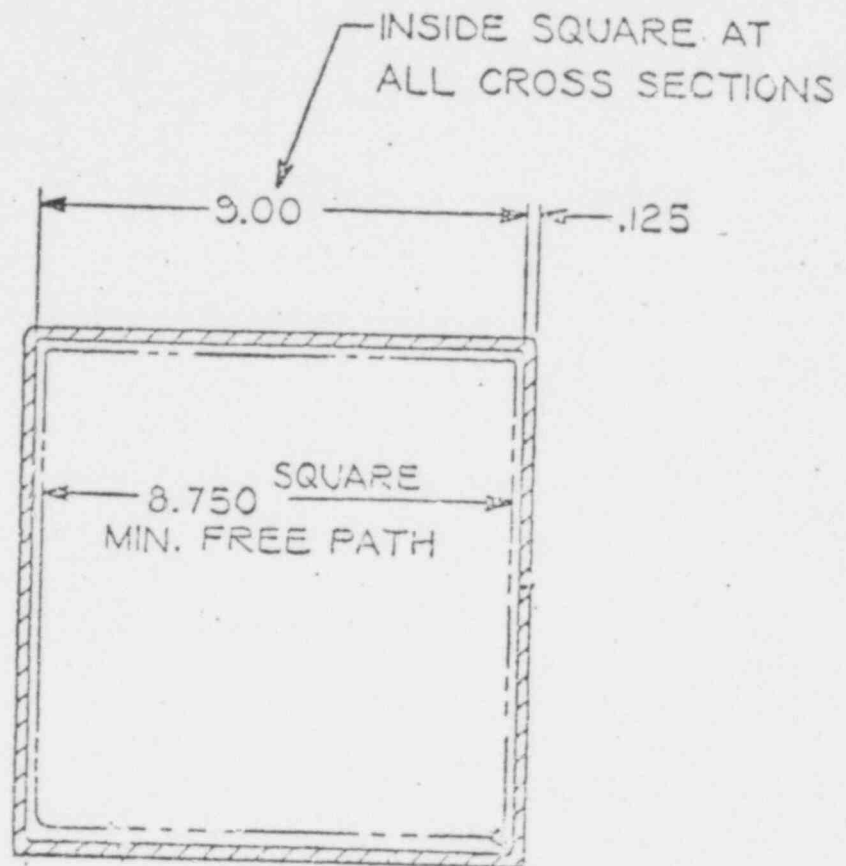 INSIDE SQUARE AT
ALL CROSS SECTIONS
9.00
.125
SQUARE
8.750
MIN. FREE PATH